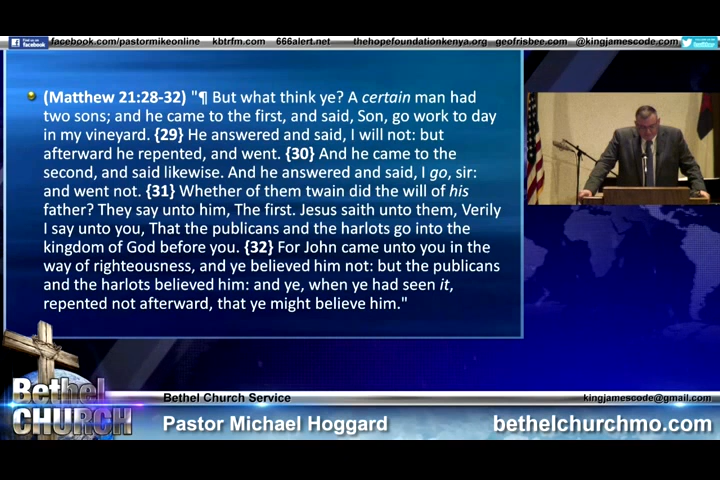 Find us on facebook facebook.com/pastormikeonline kbtrfm.com 666alert.net thehopefoundationkenya.org geofrisbee.com @kingjamescode.com twitter
(Matthew 21:28-32) "¶ But what think ye? A certain man had
two sons; and he came to the first, and said, Son, go work to day
in my vineyard. {29} He answered and said, I will not: but
afterward he repented, and went. {30} And he came to the
second, and said likewise. And he answered and said, I go, sir:
and went not. {31} Whether of them twain did the will of his
father? They say unto him, The first. Jesus saith unto them, Verily
I say unto you, That the publicans and the harlots go into the
kingdom of God before you. {32} For John came unto you in the
way of righteousness, and ye believed him not: but the publicans
and the harlots believed him: and ye, when ye had seen it,
repented not afterward, that ye might believe him."
Bethel
CHURCH
Bethel Church Service kingjamescode@gmail.com
Pastor Michael Hoggard bethelchurchmo.com